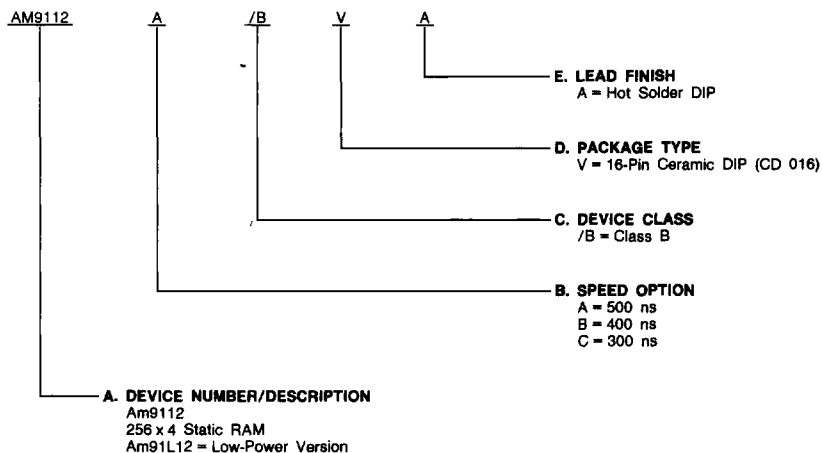 AM9112 A /B V A
E. LEAD FINISH
A = Hot Solder DIP
D. PACKAGE TYPE
V = 16-Pin Ceramic DIP (CD 016)
C. DEVICE CLASS
/B = Class B
B. SPEED OPTION
A = 500 ns
B = 400 ns
C = 300 ns
A. DEVICE NUMBER/DESCRIPTION
Am9112
256 x 4 Static RAM
Am91L12 = Low-Power Version